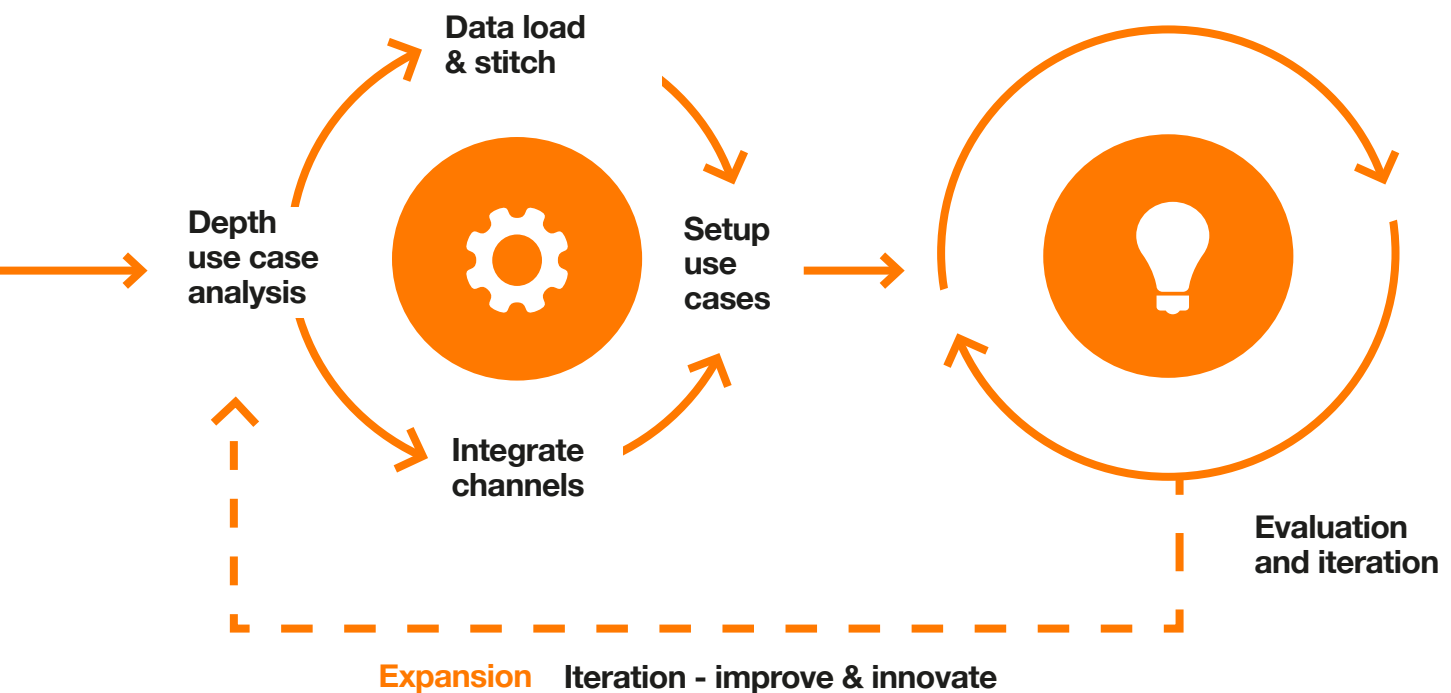 Data load
& stitch
Depth
use case
analysis
Setup
use
cases
Integrate
channels
Evaluation
and iteration
Expansion Iteration - improve & innovate